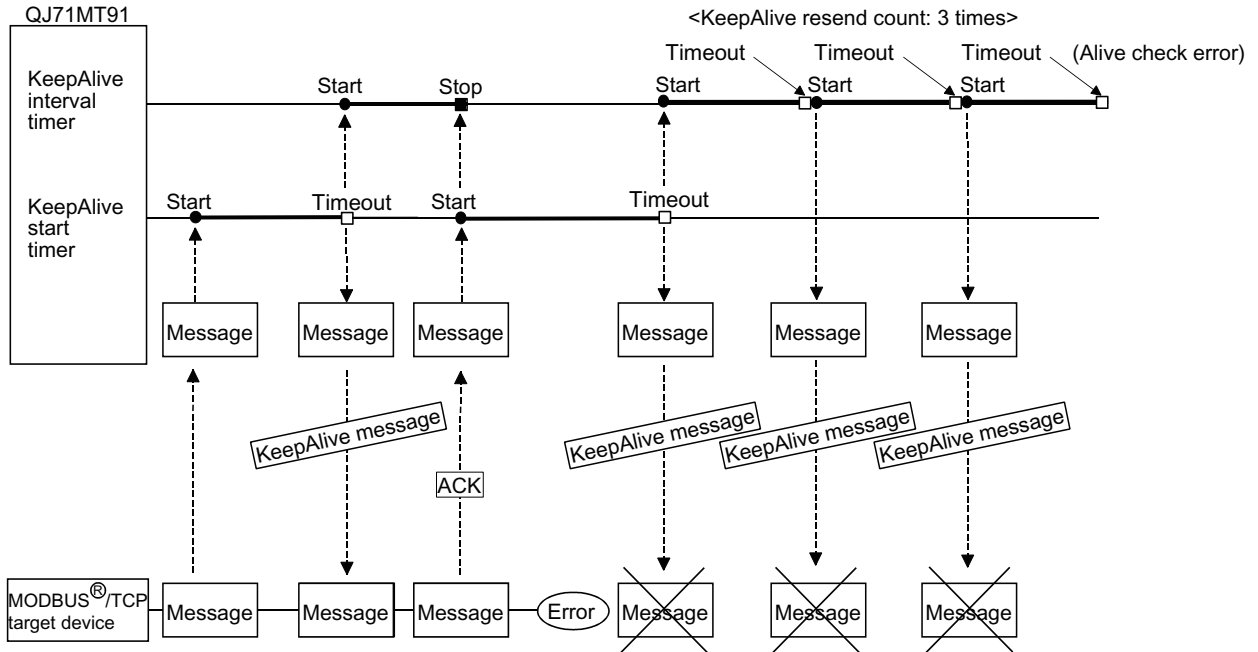 QJ71MT91
<KeepAlive resend count: 3 times>
Timeout
Timeout
Timeout
(Alive check error)
KeepAlive
interval
timer
Start
Stop
Start
Start
Start
KeepAlive
start
timer
Start
Timeout
Start
Timeout
Message
Message
Message
Message
Message
Message
KeepAlive message
ACK
KeepAlive message
KeepAlive message
KeepAlive message
MODBUS®/TCP
target device
Message
Message
Message
Error
Message
Message
Message